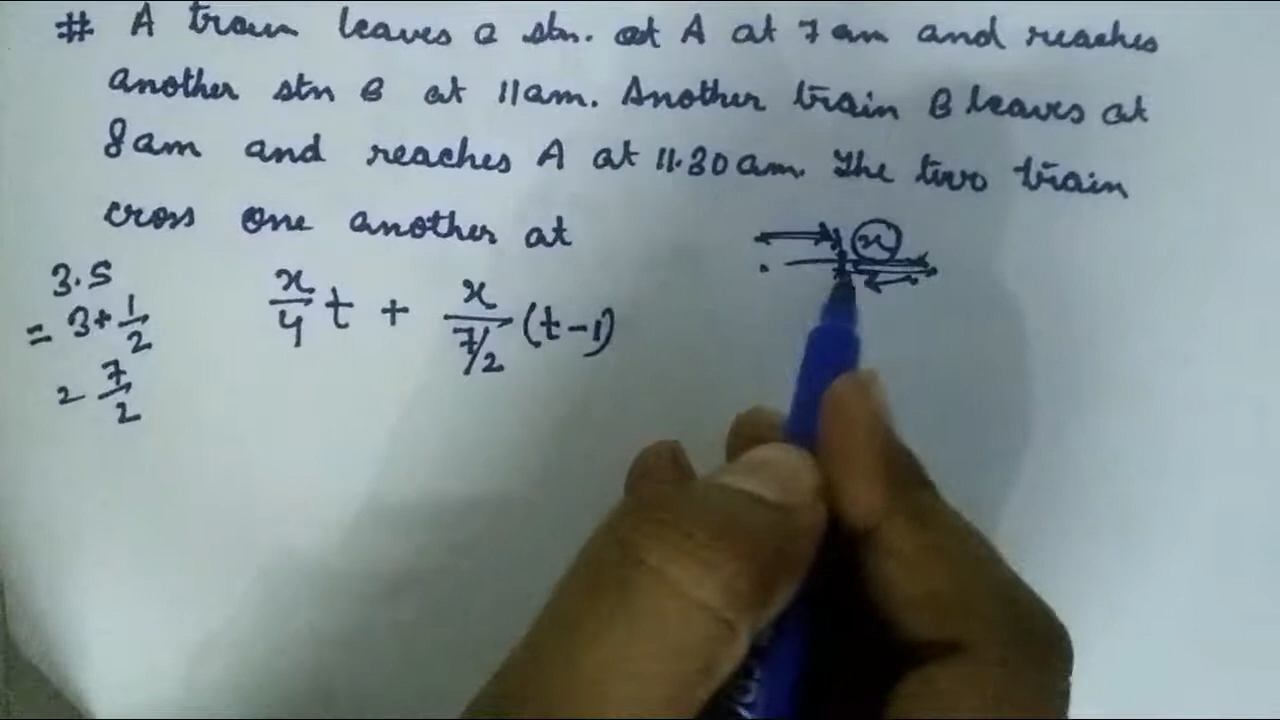 # A train leaves a stn. at A at 7 am and reaches
another stn B at 11am. Another train B leaves at
8am and reaches A at 11.30 am. The two train
cross one another at
x
3.5
= 3 + 1/2
= 7/2
x/4 t + x/(7/2) (t-1)